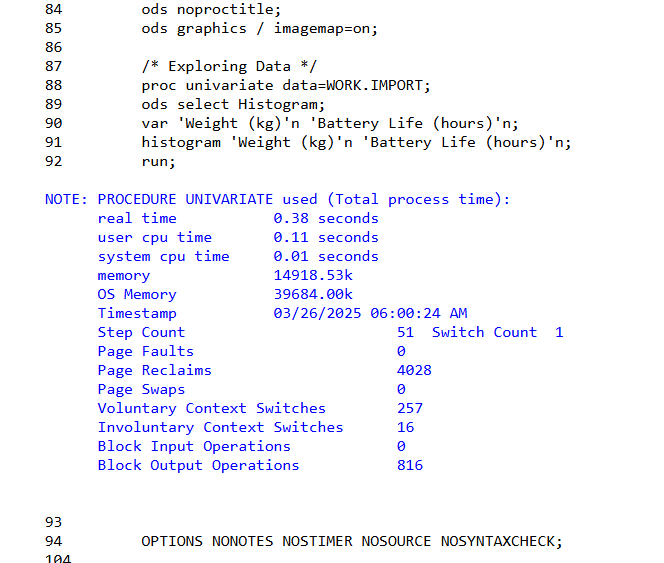 84 ods noproctitle;
85 ods graphics / imagemap=on;
86
87 /* Exploring Data */
88 proc univariate data=WORK.IMPORT;
89 ods select Histogram;
90 var 'Weight (kg)'n 'Battery Life (hours)'n;
91 histogram 'Weight (kg)'n 'Battery Life (hours)'n;
92 run;
NOTE: PROCEDURE UNIVARIATE used (Total process time):
real time 0.38 seconds
user cpu time 0.11 seconds
system cpu time 0.01 seconds
memory 14918.53k
OS Memory 39684.00k
Timestamp 03/26/2025 06:00:24 AM
Step Count 51 Switch Count 1
Page Faults 0
Page Reclaims 4028
Page Swaps 0
Voluntary Context Switches 257
Involuntary Context Switches 16
Block Input Operations 0
Block Output Operations 816
93
94 OPTIONS NONOTES NOSTIMER NOSOURCE NOSYNTAXCHECK;
104